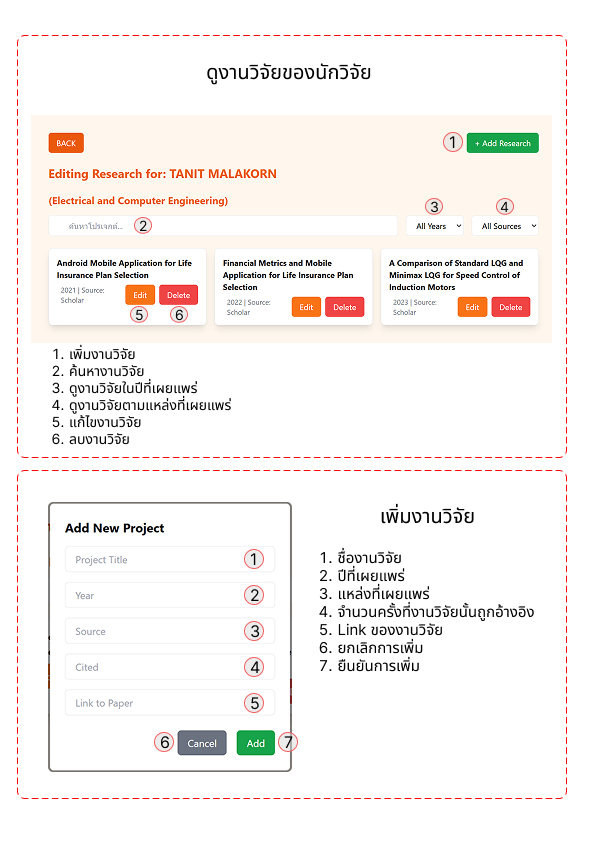 ดูงานวิจัยของนักวิจัย
BACK
1
+ Add Research
Editing Research for: TANIT MALAKORN
(Electrical and Computer Engineering)
3
4
ค้นหาโปรเจกต์...
2
All Years
All Sources
Android Mobile Application for Life
Insurance Plan Selection
2021 | Source:
Scholar
Edit
Delete
5
6
Financial Metrics and Mobile
Application for Life Insurance Plan
Selection
2022 | Source:
Scholar
Edit
Delete
A Comparison of Standard LQG and
Minimax LQG for Speed Control of
Induction Motors
2023 | Source:
Scholar
Edit
Delete
1. เพิ่มงานวิจัย
2. ค้นหางานวิจัย
3. ดูงานวิจัยในปีที่เผยแพร่
4. ดูงานวิจัยตามแหล่งที่เผยแพร่
5. แก้ไขงานวิจัย
6. ลบงานวิจัย
Add New Project
Project Title
1
Year
2
Source
3
Cited
4
Link to Paper
5
6
Cancel
Add
7
เพิ่มงานวิจัย
1. ชื่องานวิจัย
2. ปีที่เผยแพร่
3. แหล่งที่เผยแพร่
4. จำนวนครั้งที่งานวิจัยนั้นถูกอ้างอิง
5. Link ของงานวิจัย
6. ยกเลิกการเพิ่ม
7. ยืนยันการเพิ่ม